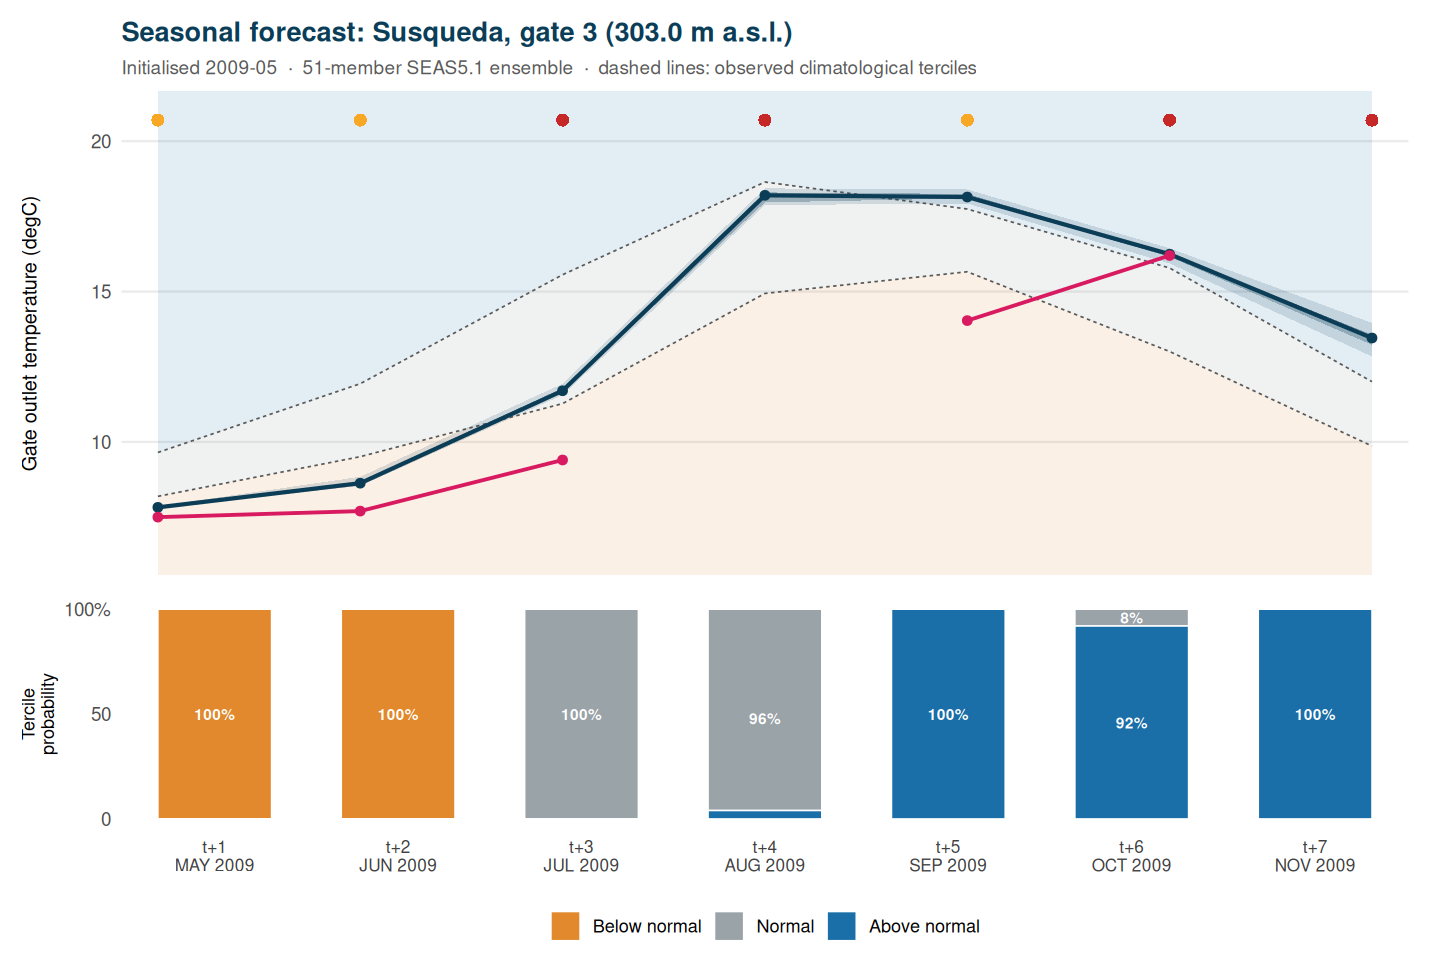 Seasonal forecast: Susqueda, gate 3 (303.0 m a.s.l.)
Initialised 2009-05 · 51-member SEAS5.1 ensemble · dashed lines: observed climatological terciles
Gate outlet temperature (degC)
20
15
10
Tercile
probability
100%
50
0
100%
100%
100%
96%
100%
8%
92%
100%
t+1
MAY 2009
t+2
JUN 2009
t+3
JUL 2009
t+4
AUG 2009
t+5
SEP 2009
t+6
OCT 2009
t+7
NOV 2009
Below normal
Normal
Above normal